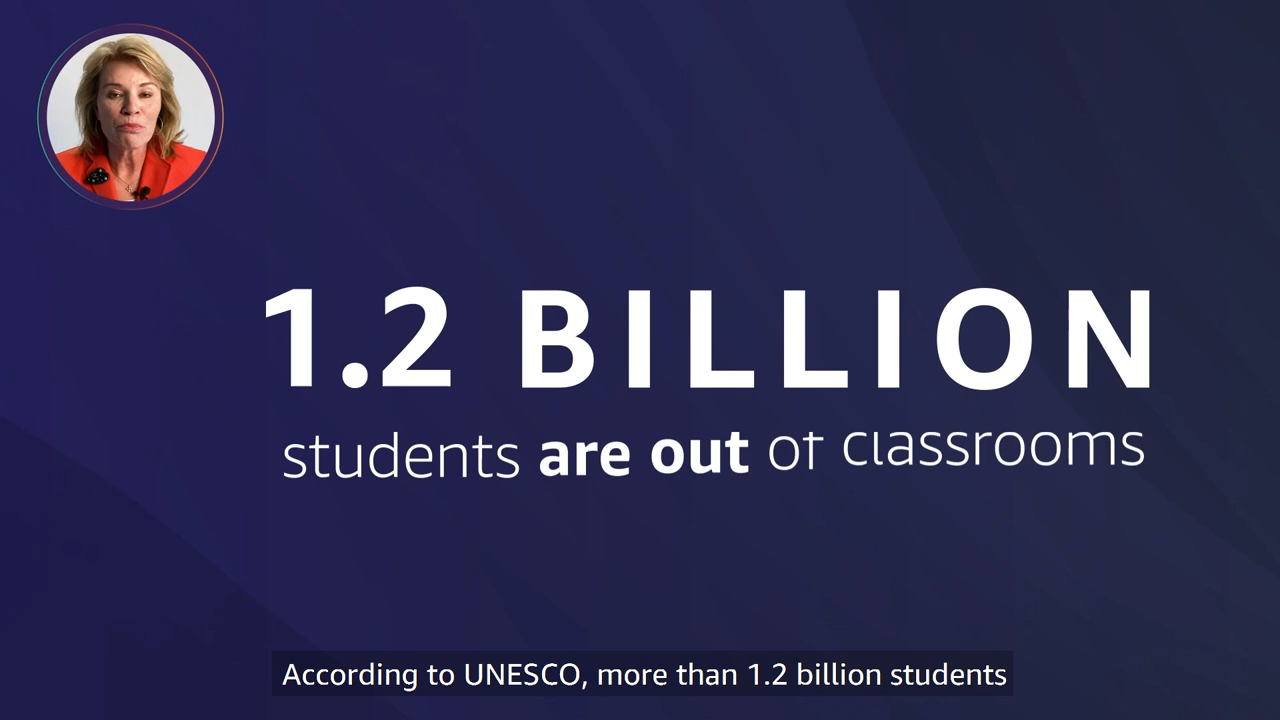 1.2 BILLION
students are out of classrooms
According to UNESCO, more than 1.2 billion students